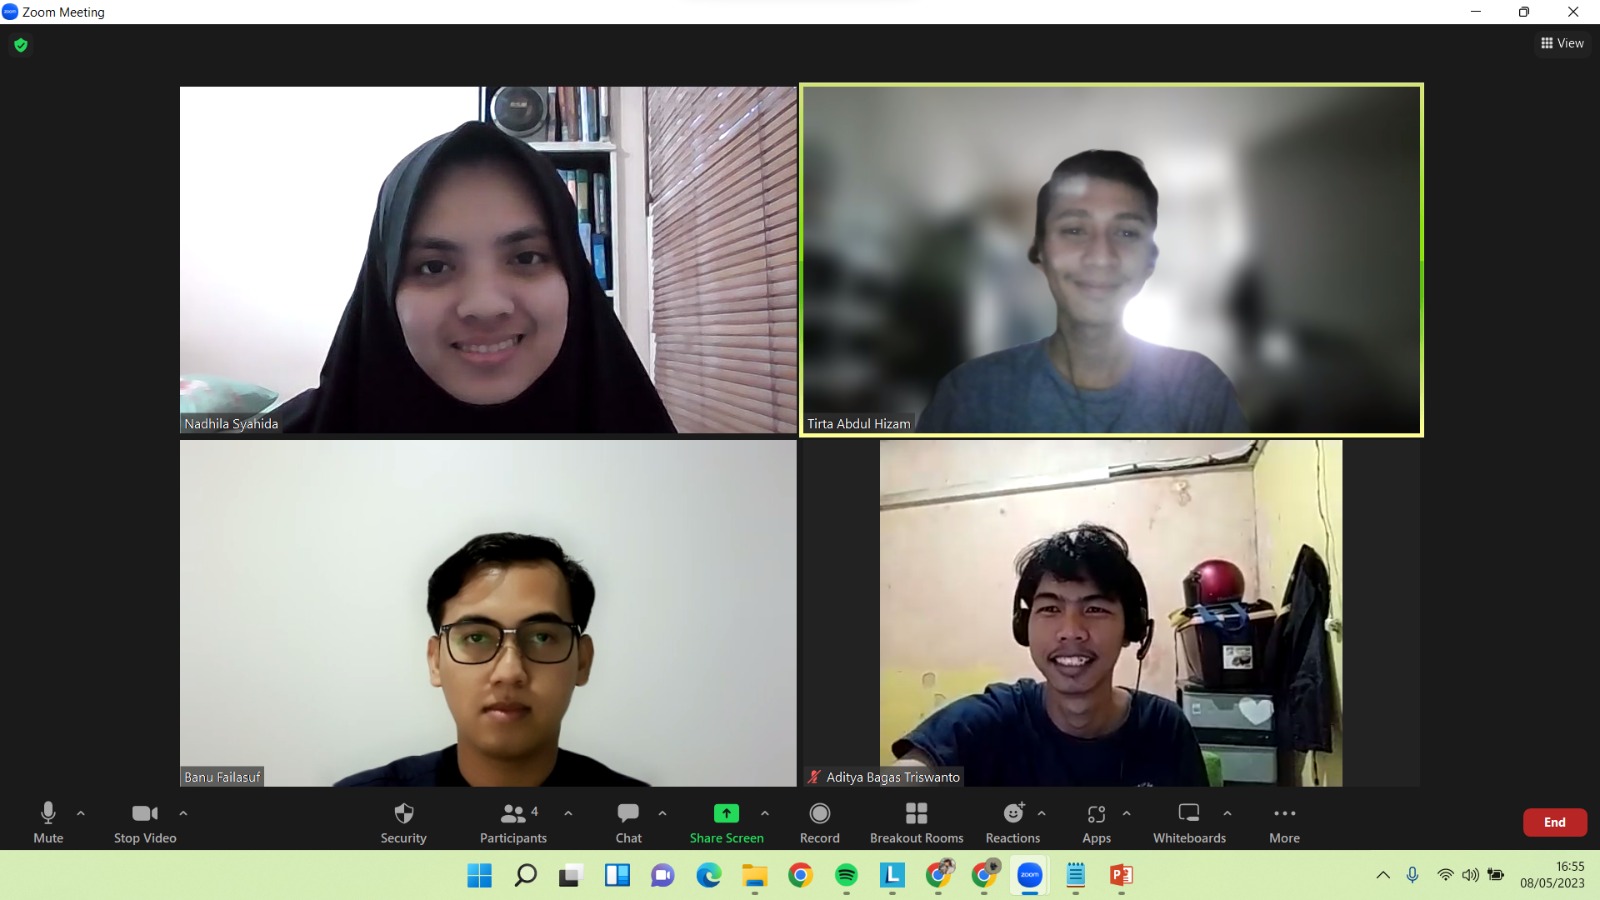 Zoom Meeting
View
Nadhila Syahida
Tirta Abdul Hizam
Banu Failasuf
Aditya Bagas Triswanto
Mute
Stop Video
Security
4
Participants
Chat
Share Screen
Record
Breakout Rooms
Reactions
Apps
Whiteboards
More
End
zoom
16:55
08/05/2023